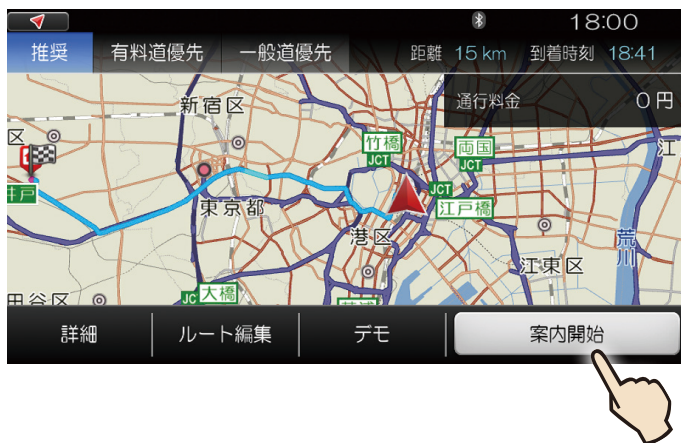 18:00
推奨 有料道優先 一般道優先 距離 15 km 到着時刻 18:41
通行料金 0 円
新宿区
区
竹橋
JCT
両国
JCT
江
井戸
JCT
江戸橋
東京都
港区
荒川
江東区
大橋
JC
田谷区
詳細 ルート編集 デモ 案内開始